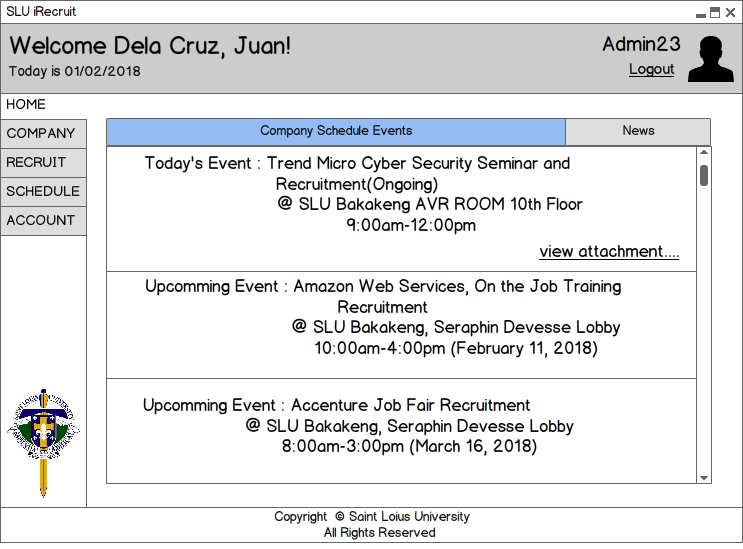 SLU iRecruit
Welcome Dela Cruz, Juan!
Today is 01/02/2018
Admin23
Logout
HOME
COMPANY
RECRUIT
SCHEDULE
ACCOUNT
Company Schedule Events
News
Today's Event : Trend Micro Cyber Security Seminar and
Recruitment(Ongoing)
@ SLU Bakakeng AVR ROOM 10th Floor
9:00am-12:00pm
view attachment....
Upcomming Event : Amazon Web Services, On the Job Training
Recruitment
@ SLU Bakakeng, Seraphin Devesse Lobby
10:00am-4:00pm (February 11, 2018)
Upcomming Event : Accenture Job Fair Recruitment
@ SLU Bakakeng, Seraphin Devesse Lobby
8:00am-3:00pm (March 16, 2018)
Copyright © Saint Loius University
All Rights Reserved